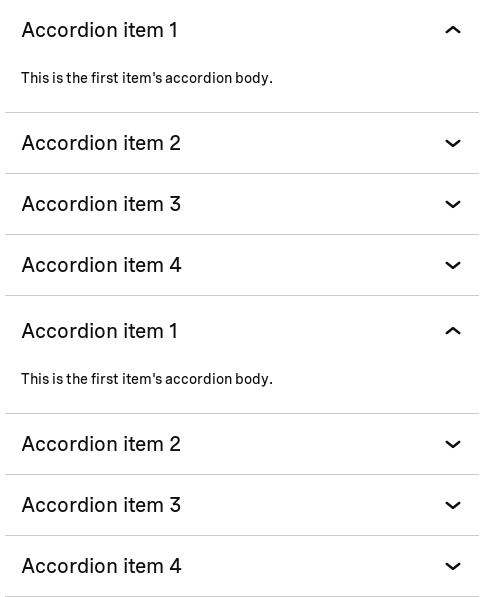 Accordion item 1
This is the first item's accordion body.
Accordion item 2
Accordion item 3
Accordion item 4
Accordion item 1
This is the first item's accordion body.
Accordion item 2
Accordion item 3
Accordion item 4